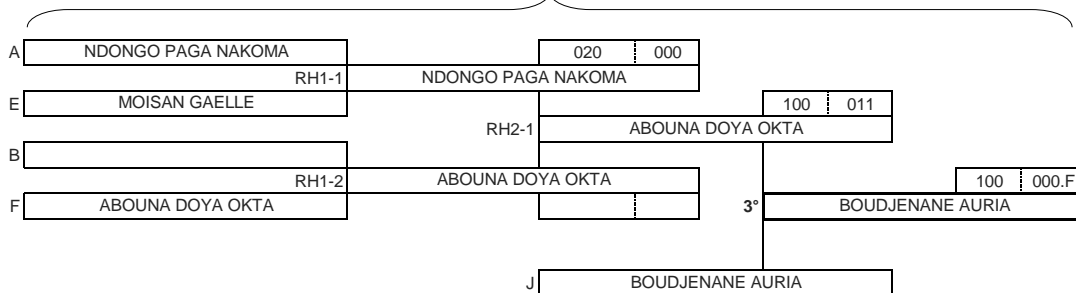 A NDONGO PAGA NAKOMA 020 000
RH1-1 NDONGO PAGA NAKOMA
E MOISAN GAELLE 100 011
RH2-1 ABOUNA DOYA OKTA
B
RH1-2 ABOUNA DOYA OKTA 100 000.F
F ABOUNA DOYA OKTA 3° BOUDJENANE AURIA
J BOUDJENANE AURIA